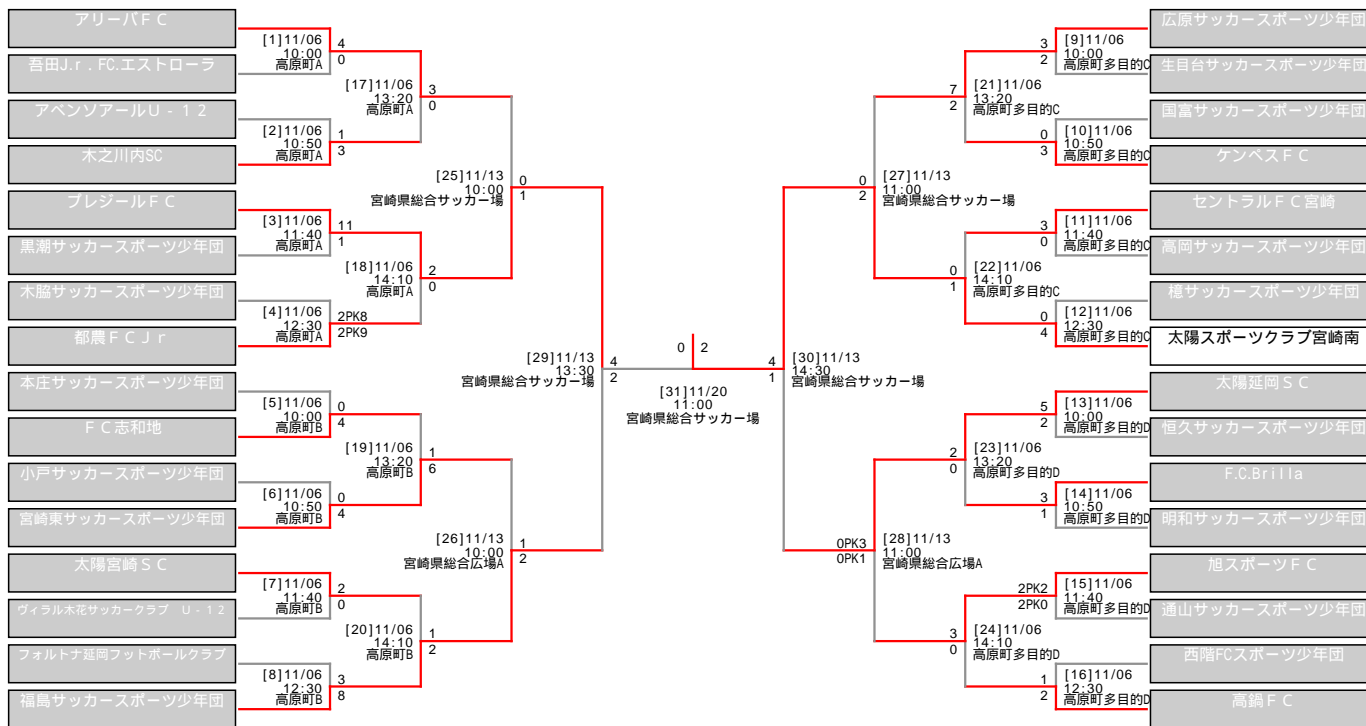 アリーバＦＣ
[1]11/06
10:00
高原町A
4
0
吾田J.r．FC.エストローラ
[17]11/06
13:20
高原町A
3
0
アベンソアールＵ‐１２
[2]11/06
10:50
高原町A
1
3
木之川内SC
[25]11/13
10:00
宮崎県総合サッカー場
0
1
プレジールＦＣ
[3]11/06
11:40
高原町A
11
1
黒潮サッカースポーツ少年団
[18]11/06
14:10
高原町A
2
0
木脇サッカースポーツ少年団
[4]11/06
12:30
高原町A
2PK8
2PK9
都農ＦＣＪｒ
[29]11/13
13:30
宮崎県総合サッカー場
4
2
本庄サッカースポーツ少年団
[5]11/06
10:00
高原町B
0
4
ＦＣ志和地
[19]11/06
13:20
高原町B
1
6
小戸サッカースポーツ少年団
[6]11/06
10:50
高原町B
0
4
宮崎東サッカースポーツ少年団
[26]11/13
10:00
宮崎県総合広場A
1
2
太陽宮崎ＳＣ
[7]11/06
11:40
高原町B
2
0
ヴィラル木花サッカークラブ　Ｕ‐１２
[20]11/06
14:10
高原町B
1
2
フォルトナ延岡フットボールクラブ
[8]11/06
12:30
高原町B
3
8
福島サッカースポーツ少年団
0
2
[31]11/20
11:00
宮崎県総合サッカー場
広原サッカースポーツ少年団
3
2
[9]11/06
10:00
高原町多目的C
生目台サッカースポーツ少年団
7
2
[21]11/06
13:20
高原町多目的C
国富サッカースポーツ少年団
0
3
[10]11/06
10:50
高原町多目的C
ケンペスＦＣ
0
2
[27]11/13
11:00
宮崎県総合サッカー場
セントラルＦＣ宮崎
3
0
[11]11/06
11:40
高原町多目的C
高岡サッカースポーツ少年団
0
1
[22]11/06
14:10
高原町多目的C
檍サッカースポーツ少年団
0
4
[12]11/06
12:30
高原町多目的C
太陽スポーツクラブ宮崎南
4
1
[30]11/13
14:30
宮崎県総合サッカー場
太陽延岡ＳＣ
5
2
[13]11/06
10:00
高原町多目的D
恒久サッカースポーツ少年団
2
0
[23]11/06
13:20
高原町多目的D
F.C.Brilla
3
1
[14]11/06
10:50
高原町多目的D
明和サッカースポーツ少年団
0PK3
0PK1
[28]11/13
11:00
宮崎県総合広場A
旭スポーツＦＣ
2PK2
2PK0
[15]11/06
11:40
高原町多目的D
通山サッカースポーツ少年団
3
0
[24]11/06
14:10
高原町多目的D
西階FCスポーツ少年団
1
2
[16]11/06
12:30
高原町多目的D
高鍋ＦＣ